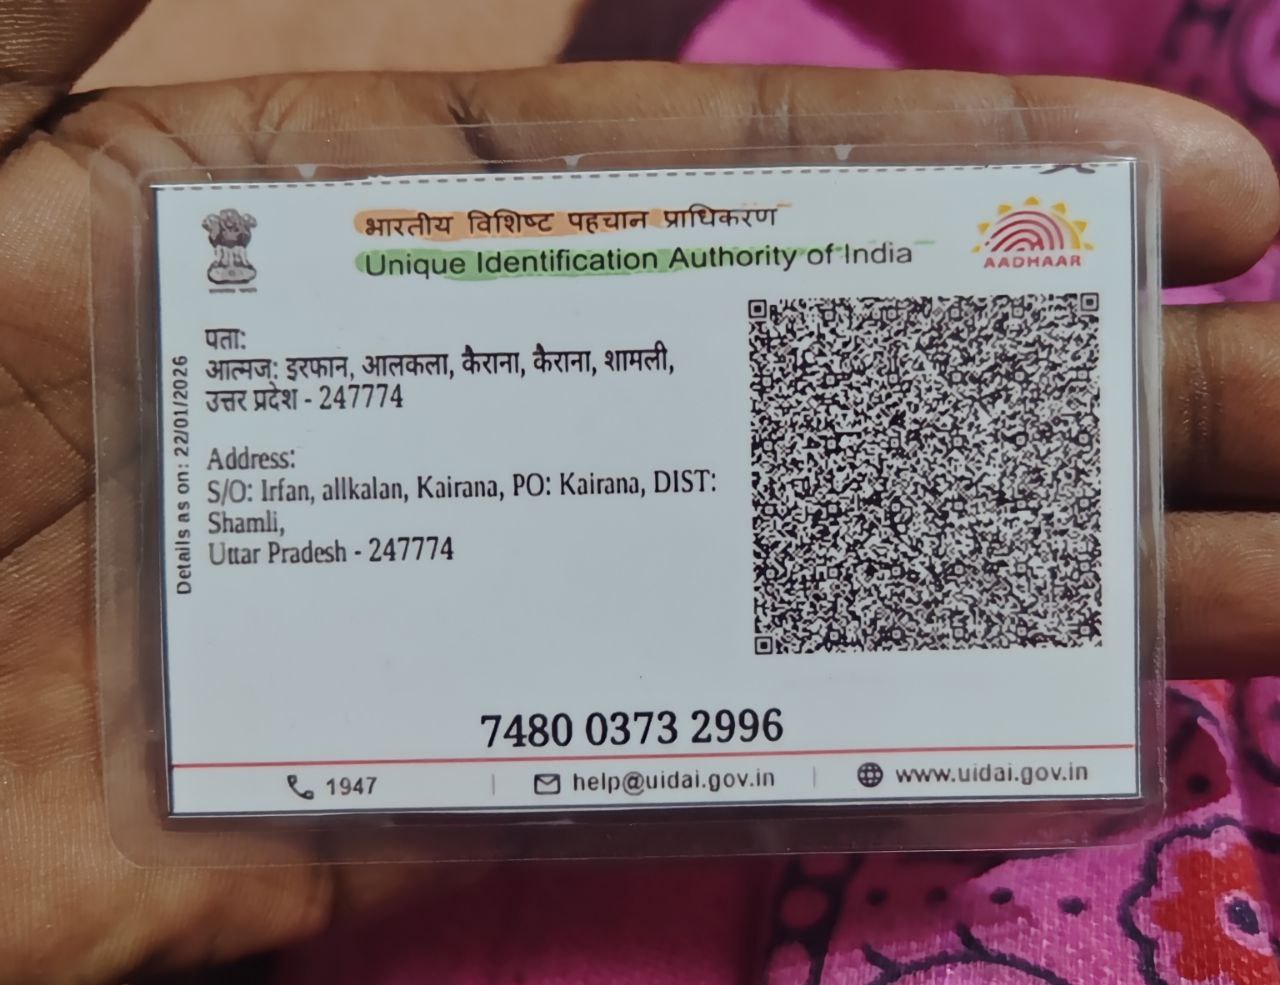 भारतीय विशिष्ट पहचान प्राधिकरण
Unique Identification Authority of India
AADHAAR
पता:
आत्मज: इरफान, आलकला, कैराना, कैराना, शामली,
उत्तर प्रदेश - 247774
Address:
S/O: Irfan, allkalan, Kairana, PO: Kairana, DIST:
Shamli,
Uttar Pradesh - 247774
Details as on: 22/01/2026
7480 0373 2996
1947 | help@uidai.gov.in | www.uidai.gov.in